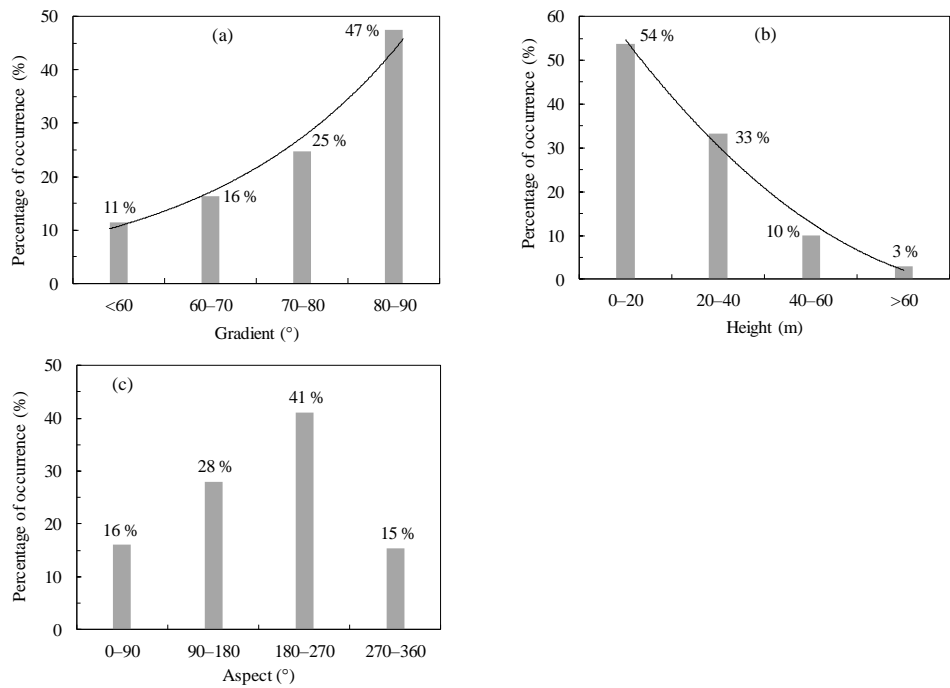 (a)
Percentage of occurrence (%)
50
40
30
20
10
0
11 %
16 %
25 %
47 %
<60 60–70 70–80 80–90
Gradient (°)
(b)
Percentage of occurrence (%)
60
50
40
30
20
10
0
54 %
33 %
10 %
3 %
0–20 20–40 40–60 >60
Height (m)
(c)
Percentage of occurrence (%)
50
40
30
20
10
0
16 %
28 %
41 %
15 %
0–90 90–180 180–270 270–360
Aspect (°)